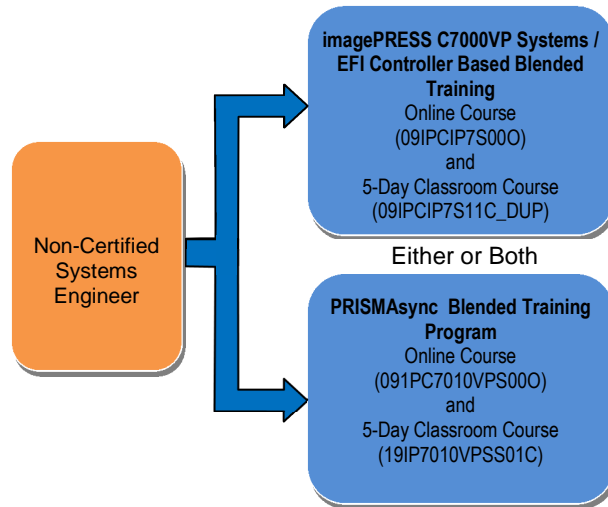 imagePRESS C7000VP Systems /
EFI Controller Based Blended
Training
Online Course
(09IPCIP7S00O)
and
5-Day Classroom Course
(09IPCIP7S11C_DUP)
Non-Certified
Systems
Engineer
Either or Both
PRISMAsync Blended Training
Program
Online Course
(091PC7010VPS00O)
and
5-Day Classroom Course
(19IP7010VPSS01C)